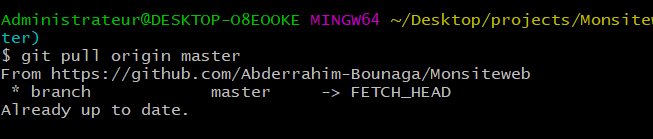 Administrateur@DESKTOP-O8EOOKE MINGW64 ~/Desktop/projects/Monsitew
ter)
$ git pull origin master
From https://github.com/Abderrahim-Bounaga/Monsiteweb
 * branch            master     -> FETCH_HEAD
Already up to date.